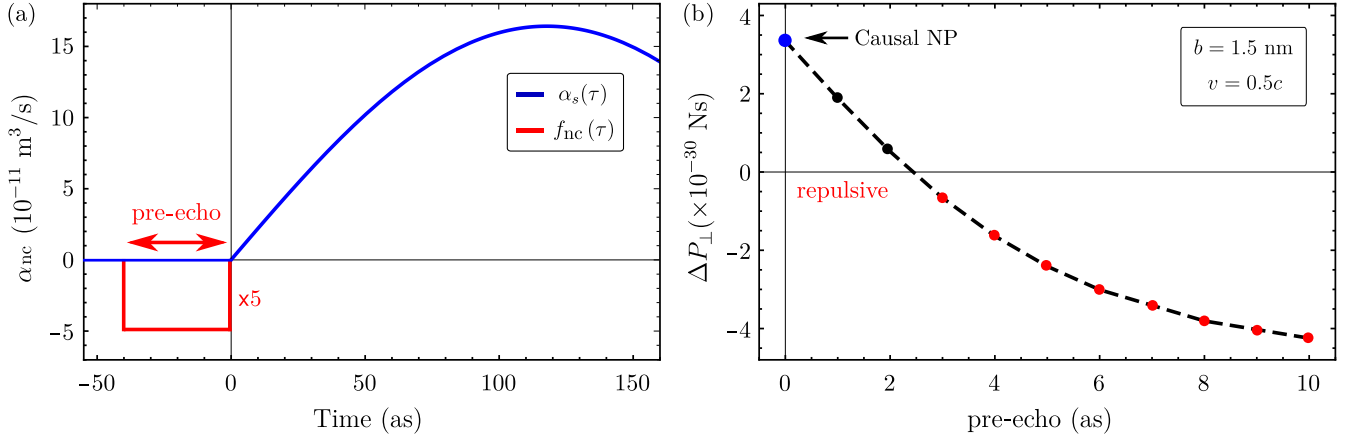 (a)
α_nc (10⁻¹¹ m³/s)
15
10
5
0
−5
pre-echo
x5
α_s(τ)
f_nc(τ)
−50
0
50
100
150
Time (as)
(b)
ΔP⊥(×10⁻³⁰ Ns)
4
2
0
−2
−4
Causal NP
b = 1.5 nm
v = 0.5c
repulsive
0
2
4
6
8
10
pre-echo (as)